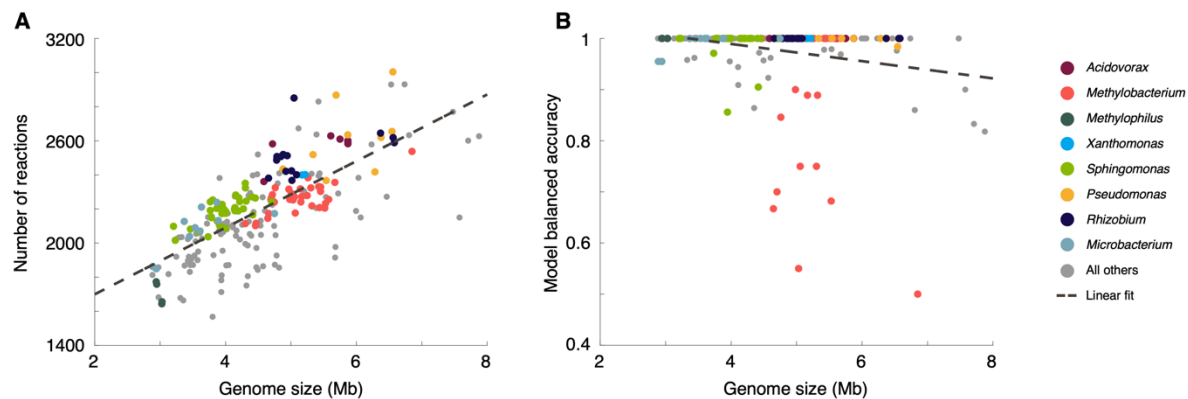 A
Number of reactions
3200
2600
2000
1400
2
4
6
8
Genome size (Mb)
B
Model balanced accuracy
1
0.8
0.6
0.4
2
4
6
8
Genome size (Mb)
Acidovorax
Methylobacterium
Methylophilus
Xanthomonas
Sphingomonas
Pseudomonas
Rhizobium
Microbacterium
All others
Linear fit